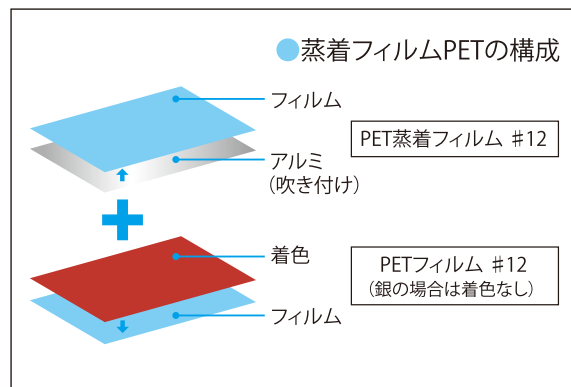 蒸着フィルムPETの構成
フィルム
PET蒸着フィルム ♯12
アルミ
(吹き付け)
着色
PETフィルム ♯12
(銀の場合は着色なし)
フィルム